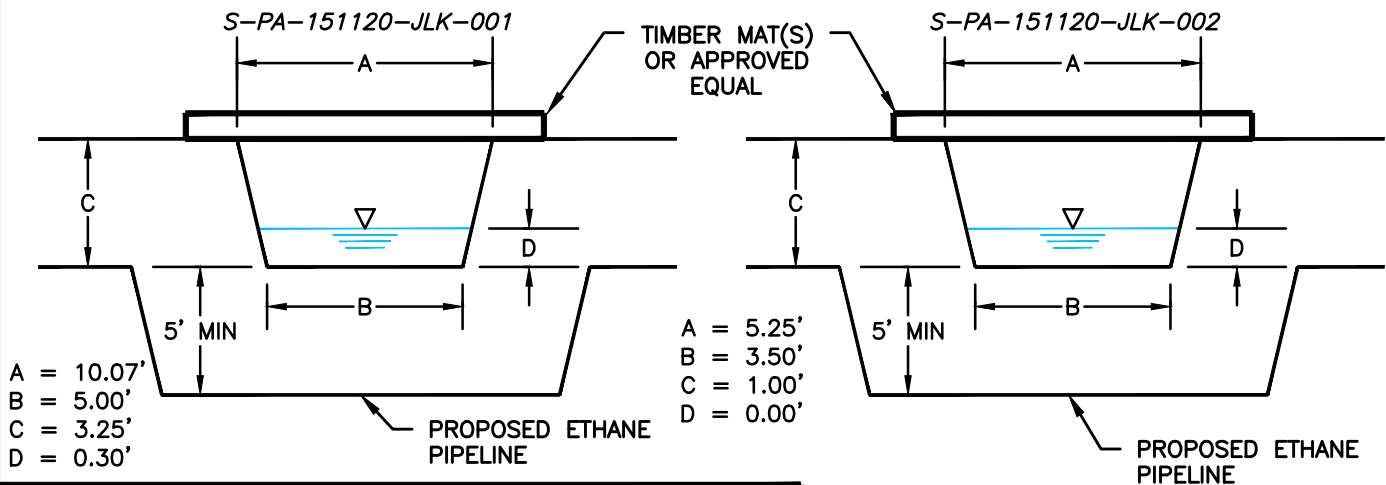 S-PA-151120-JLK-001
TIMBER MAT(S)
OR APPROVED
EQUAL
S-PA-151120-JLK-002
A
A
C
C
D
D
B
B
5' MIN
5' MIN
A = 10.07'
B = 5.00'
C = 3.25'
D = 0.30'
A = 5.25'
B = 3.50'
C = 1.00'
D = 0.00'
PROPOSED ETHANE
PIPELINE
PROPOSED ETHANE
PIPELINE